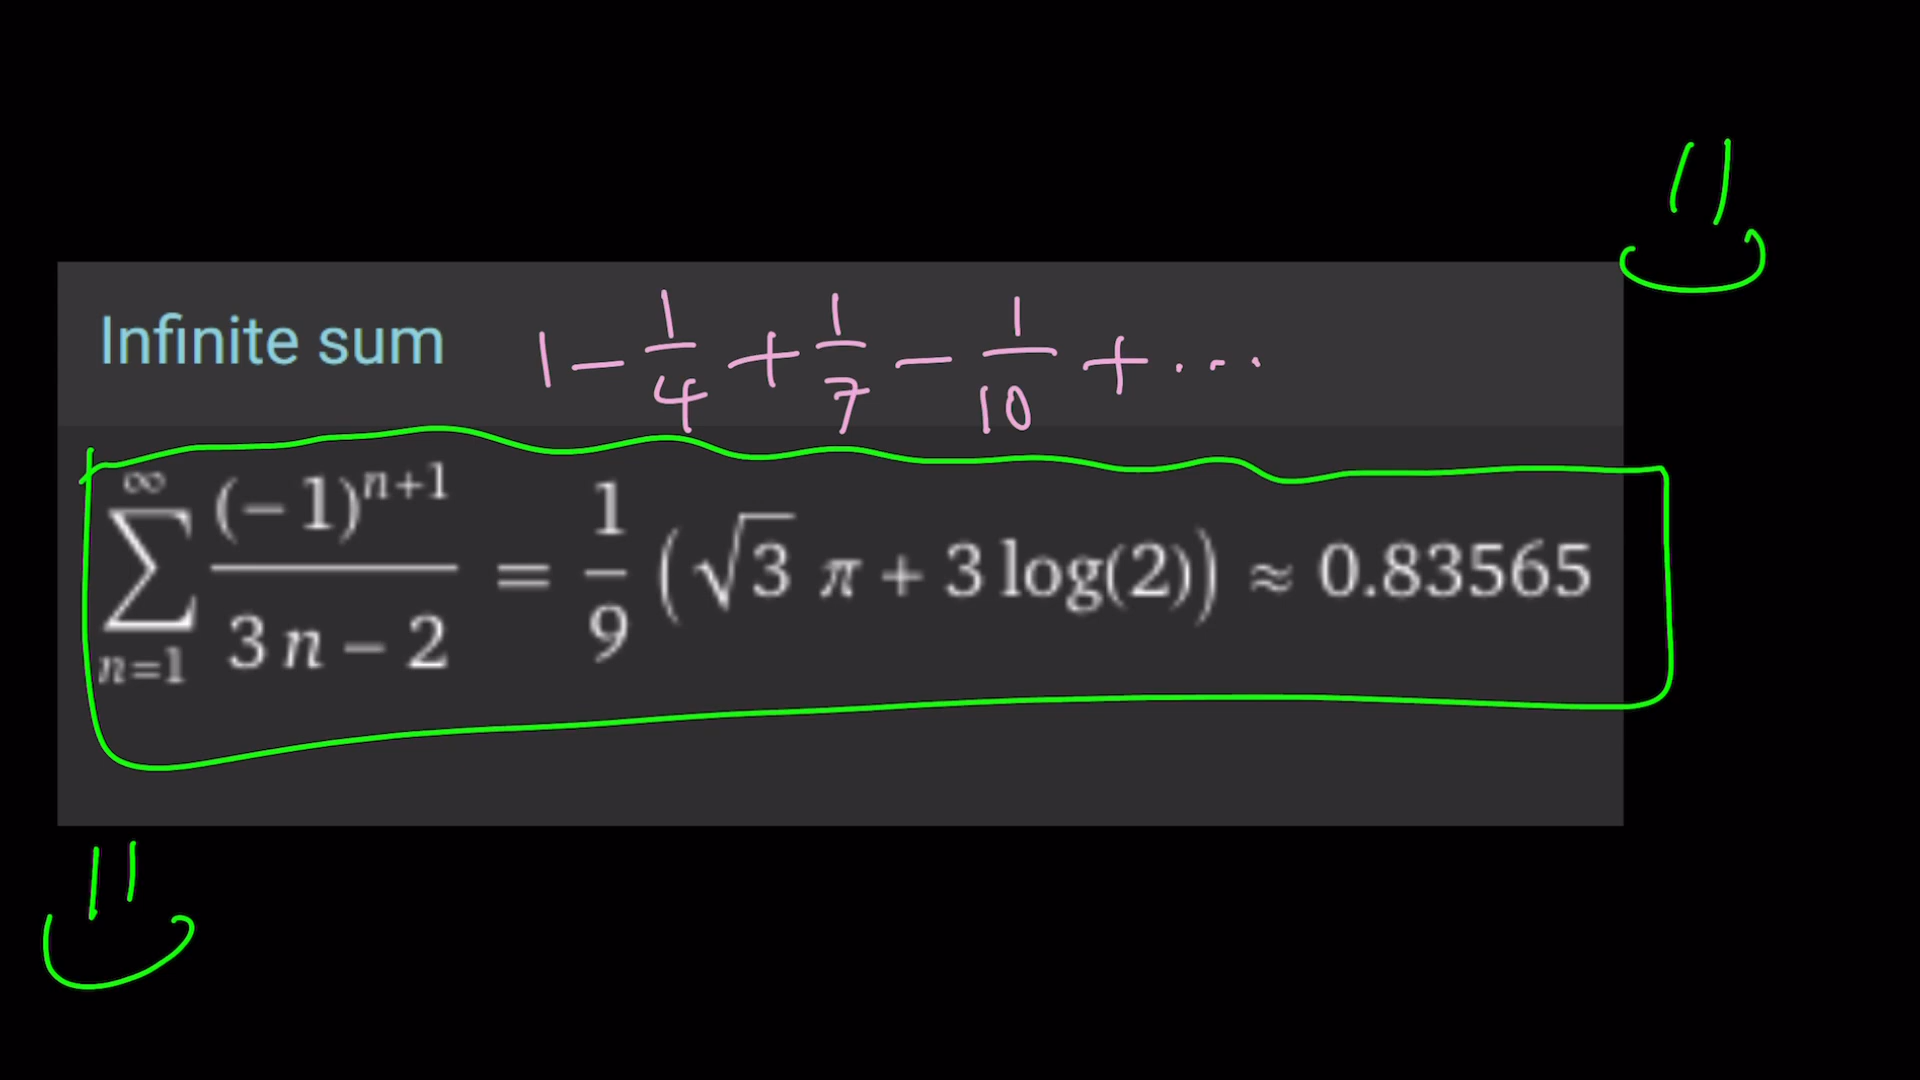 Infinite sum 1 - 1/4 + 1/7 - 1/10 + ...
∑_{n=1}^{∞} (-1)^{n+1}/(3 n - 2) = 1/9 (√3 π + 3 log(2)) ≈ 0.83565